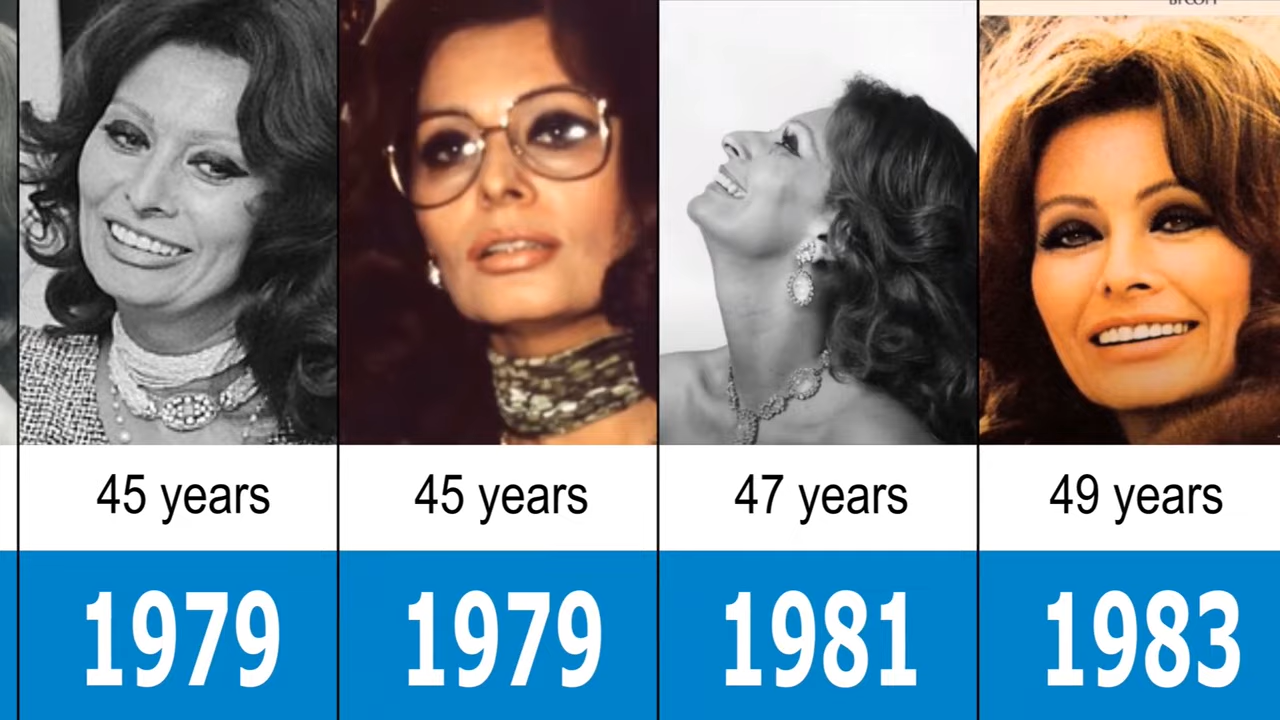 45 years
45 years
47 years
49 years
1979
1979
1981
1983